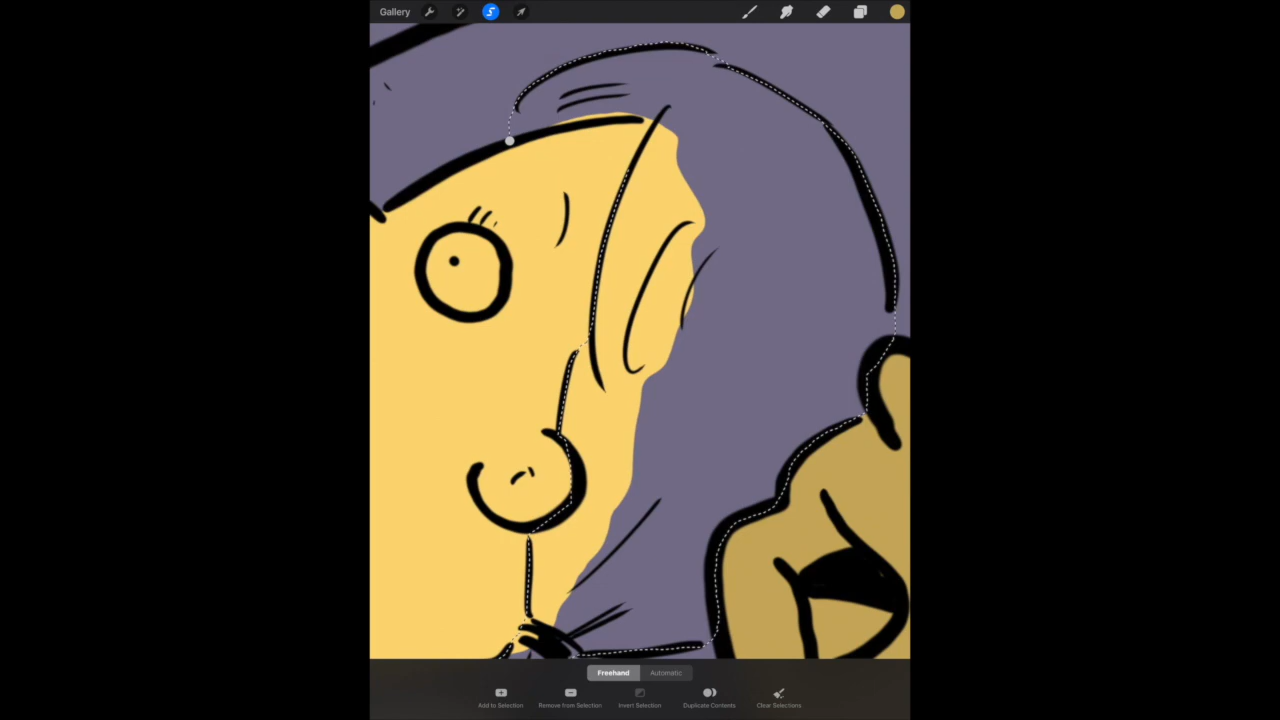 Gallery
Freehand Automatic
Add to Selection Remove from Selection Invert Selection Duplicate Contents Clear Selections